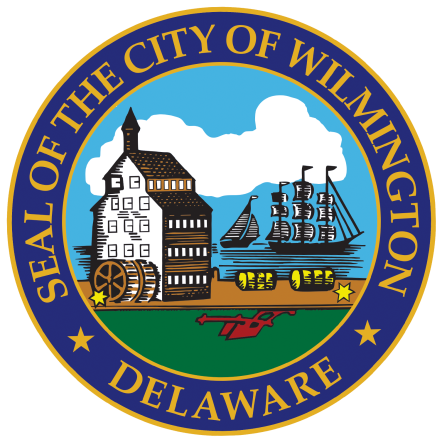 SEAL OF THE CITY OF WILMINGTON
DELAWARE